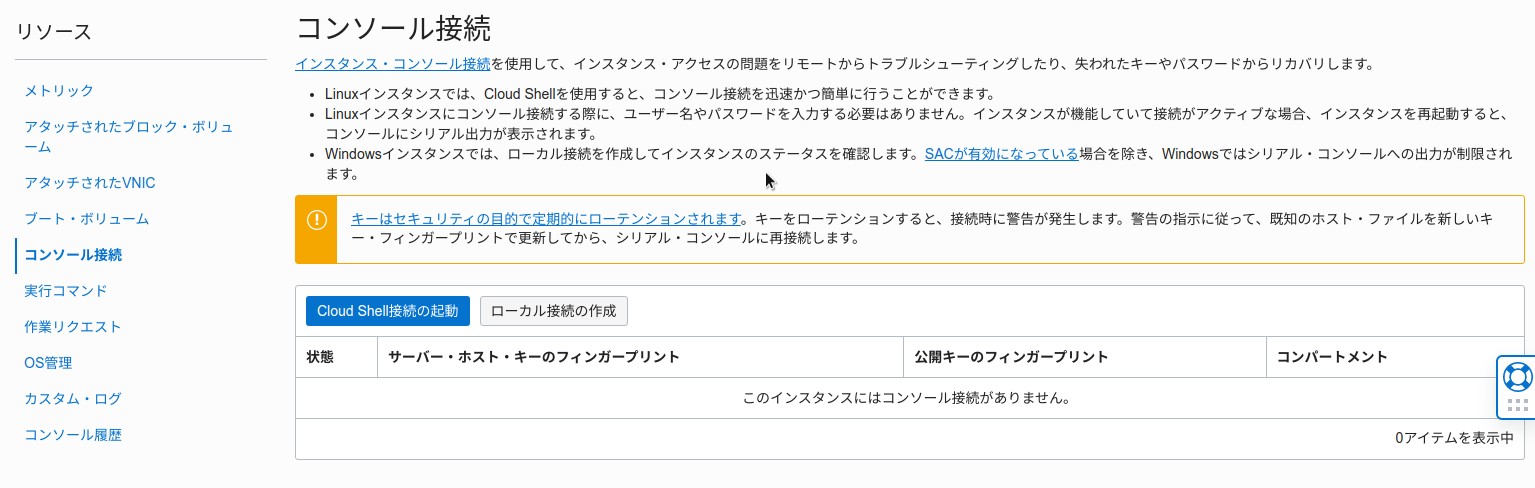 リソース
メトリック
アタッチされたブロック・ボリュ
ーム
アタッチされたVNIC
ブート・ボリューム
コンソール接続
実行コマンド
作業リクエスト
OS管理
カスタム・ログ
コンソール履歴
コンソール接続
インスタンス・コンソール接続を使用して、インスタンス・アクセスの問題をリモートからトラブルシューティングしたり、失われたキーやパスワードからリカバリします。
• Linuxインスタンスでは、Cloud Shellを使用すると、コンソール接続を迅速かつ簡単に行うことができます。
• Linuxインスタンスにコンソール接続する際に、ユーザー名やパスワードを入力する必要はありません。インスタンスが機能していて接続がアクティブな場合、インスタンスを再起動すると、
コンソールにシリアル出力が表示されます。
• Windowsインスタンスでは、ローカル接続を作成してインスタンスのステータスを確認します。SACが有効になっている場合を除き、Windowsではシリアル・コンソールへの出力が制限され
ます。
キーはセキュリティの目的で定期的にローテンションされます。キーをローテンションすると、接続時に警告が発生します。警告の指示に従って、既知のホスト・ファイルを新しいキ
ー・フィンガープリントで更新してから、シリアル・コンソールに再接続します。
Cloud Shell接続の起動 ローカル接続の作成
状態 サーバー・ホスト・キーのフィンガープリント 公開キーのフィンガープリント コンパートメント
このインスタンスにはコンソール接続がありません。
0アイテムを表示中